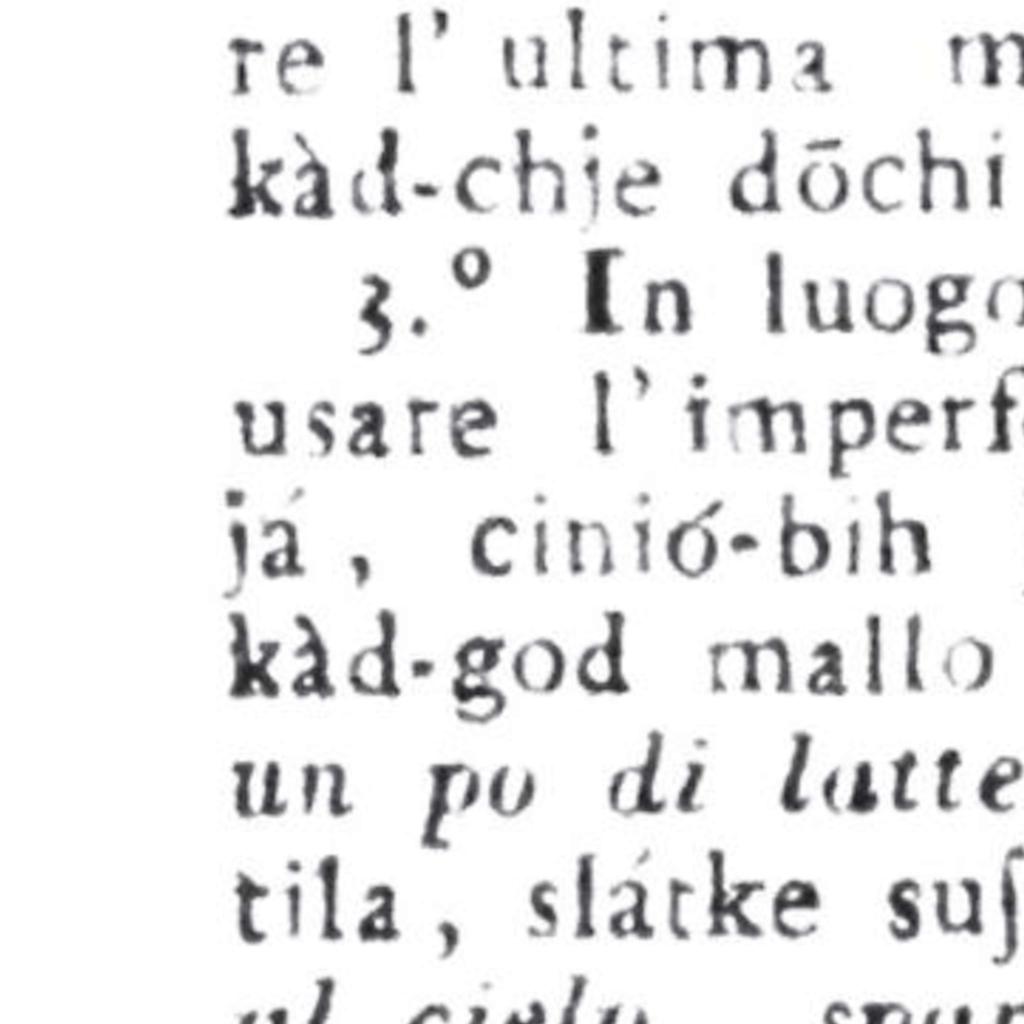 re l' ultima
kàd-chje dōchi
3.º In luogo
usare l'imperf
já, cinió-bih
kàd-god mallo
un po di latte
tila, slátke suſ